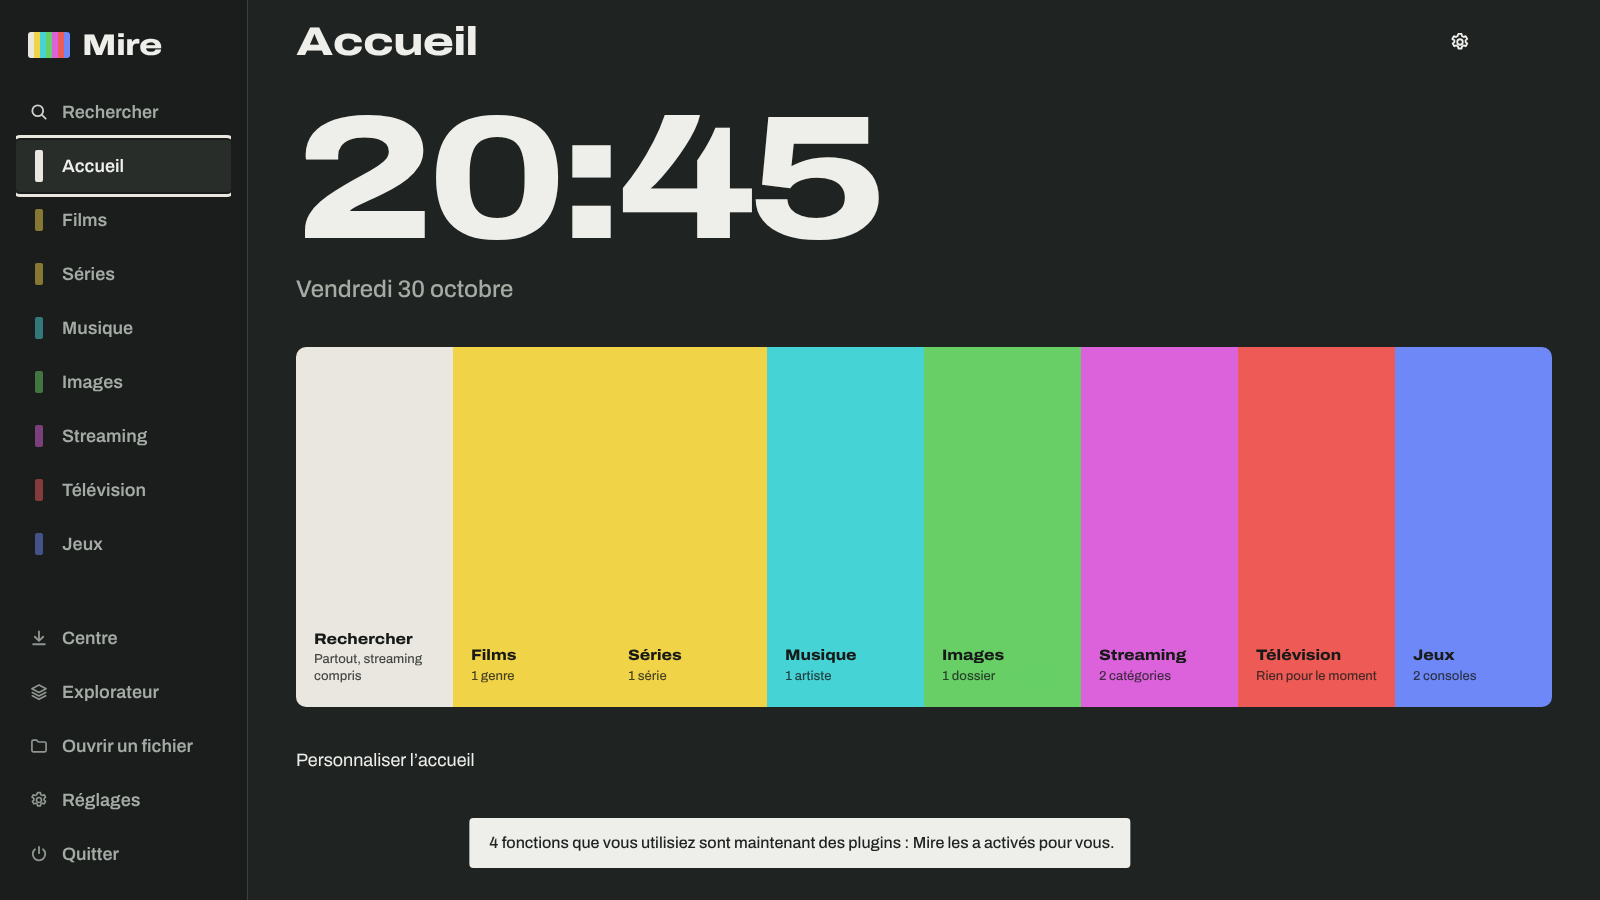 Mire
Rechercher
Accueil
Films
Séries
Musique
Images
Streaming
Télévision
Jeux
Centre
Explorateur
Ouvrir un fichier
Réglages
Quitter
Accueil
20:45
Vendredi 30 octobre
Rechercher
Partout, streaming
compris
Films
1 genre
Séries
1 série
Musique
1 artiste
Images
1 dossier
Streaming
2 catégories
Télévision
Rien pour le moment
Jeux
2 consoles
Personnaliser l’accueil
4 fonctions que vous utilisiez sont maintenant des plugins : Mire les a activés pour vous.